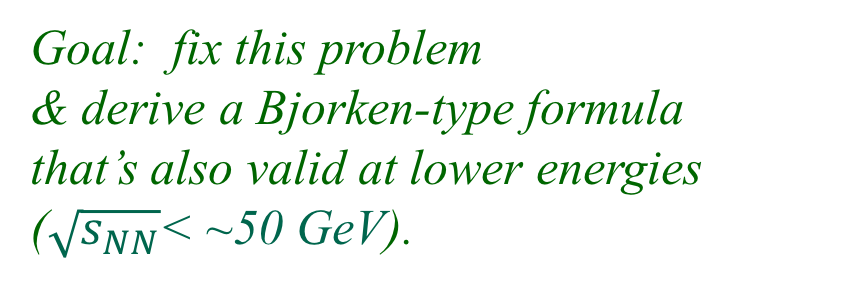 Goal: fix this problem
& derive a Bjorken-type formula
that’s also valid at lower energies
(√sNN< ~50 GeV).